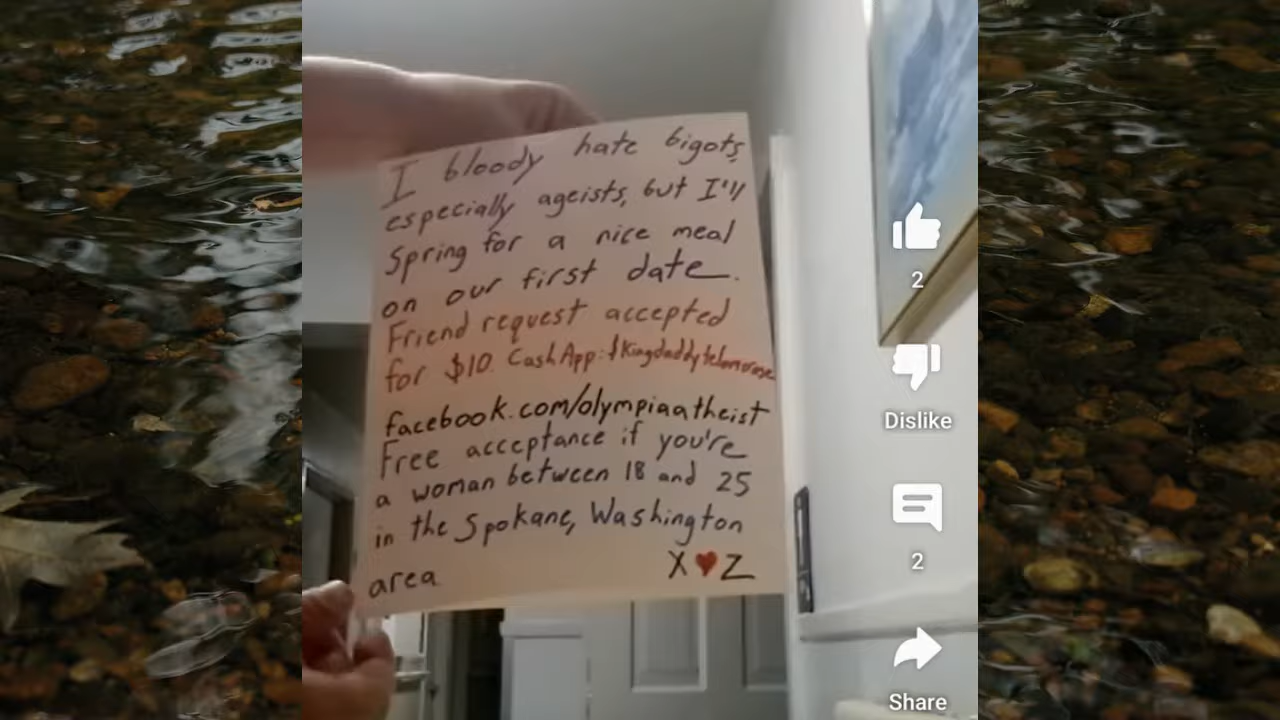 I bloody hate bigots,
especially ageists, but I'll
spring for a nice meal
on our first date.
Friend request accepted
for $10. CashApp: $Kingdaddytelomerase
facebook.com/olympiaatheist
Free acceptance if you're
a woman between 18 and 25
in the Spokane, Washington
area
X♥Z
2
Dislike
2
Share